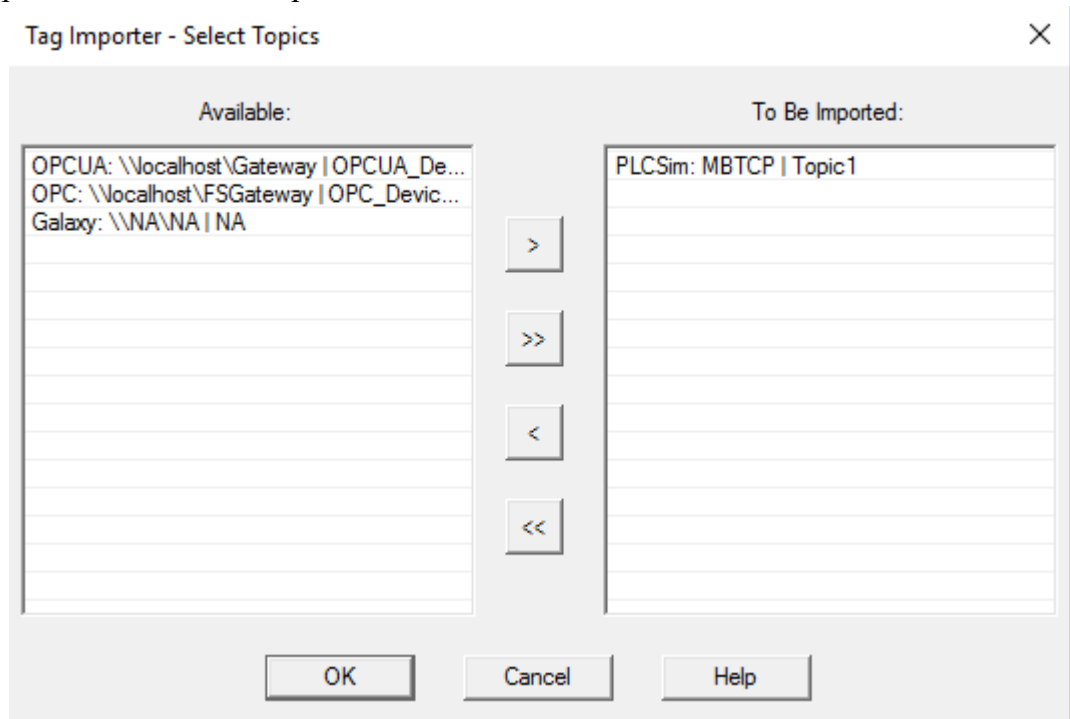 Tag Importer - Select Topics
Available:
To Be Imported:
OPCUA: \\localhost\Gateway | OPCUA_De...
OPC: \\localhost\FSGateway | OPC_Devic...
Galaxy: \\NA\NA | NA
PLCSim: MBTCP | Topic1
>
>>
<
<<
OK
Cancel
Help